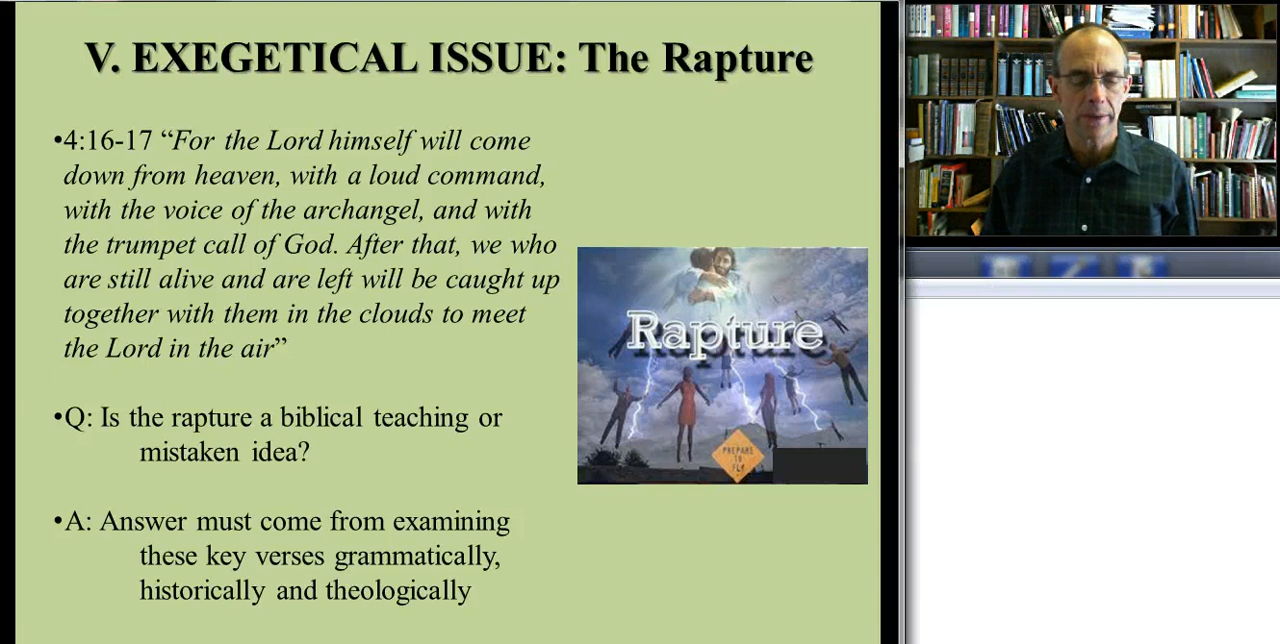 V. EXEGETICAL ISSUE: The Rapture
•4:16-17 “For the Lord himself will come
down from heaven, with a loud command,
with the voice of the archangel, and with
the trumpet call of God. After that, we who
are still alive and are left will be caught up
together with them in the clouds to meet
the Lord in the air”
Rapture
PREPARE
TO
FLY
•Q: Is the rapture a biblical teaching or
mistaken idea?
•A: Answer must come from examining
these key verses grammatically,
historically and theologically